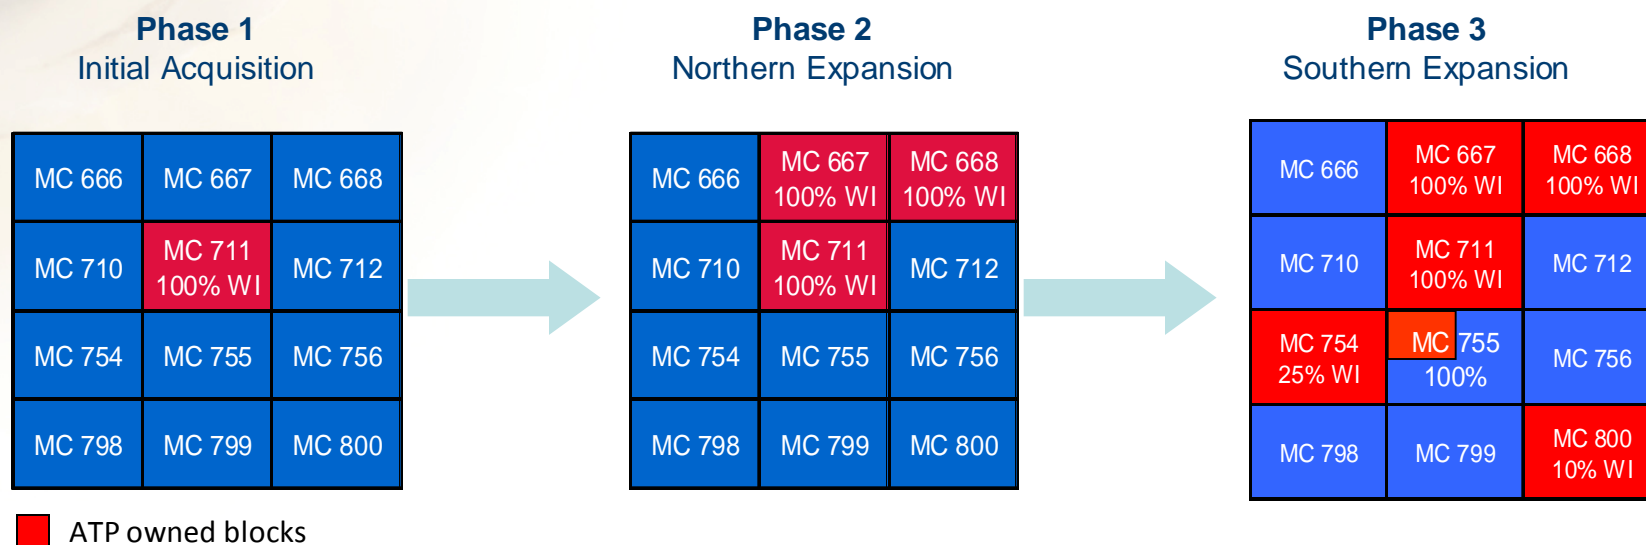 Phase 1
Initial Acquisition
MC 666
MC 667
MC 668
MC 710
MC 711
100% WI
MC 712
MC 754
MC 755
MC 756
MC 798
MC 799
MC 800
ATP owned blocks
Phase 2
Northern Expansion
MC 666
MC 667
100% WI
MC 668
100% WI
MC 710
MC 711
100% WI
MC 712
MC 754
MC 755
MC 756
MC 798
MC 799
MC 800
Phase 3
Southern Expansion
MC 666
MC 667
100% WI
MC 668
100% WI
MC 710
MC 711
100% WI
MC 712
MC 754
25% WI
MC 755
100%
MC 756
MC 798
MC 799
MC 800
10% WI